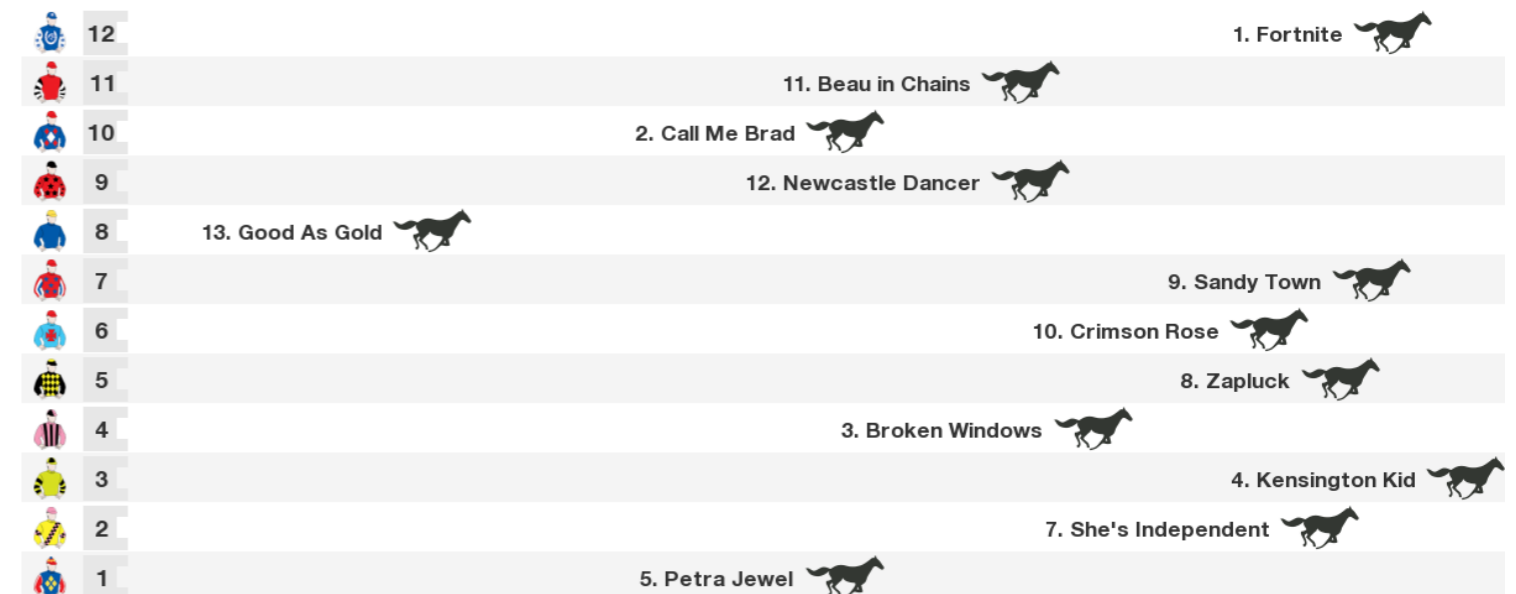 12 1. Fortnite
11 11. Beau in Chains
10 2. Call Me Brad
9 12. Newcastle Dancer
8 13. Good As Gold
7 9. Sandy Town
6 10. Crimson Rose
5 8. Zapluck
4 3. Broken Windows
3 4. Kensington Kid
2 7. She's Independent
1 5. Petra Jewel